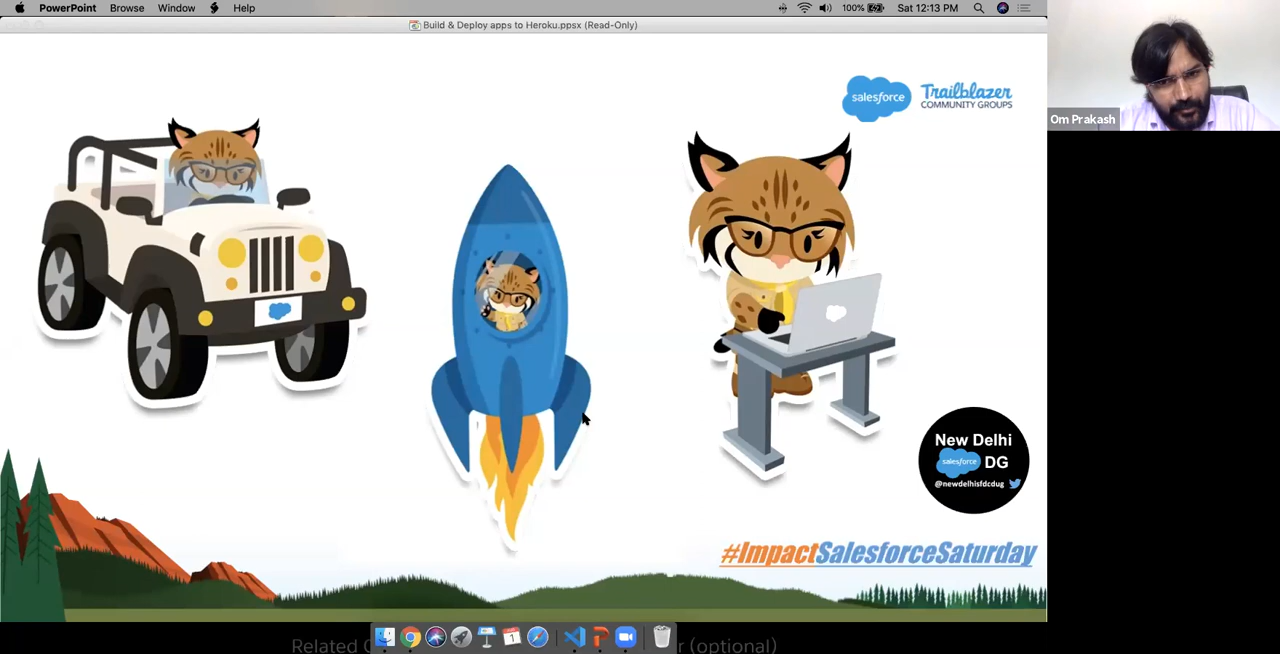 PowerPoint Browse Window Help
100% Sat 12:13 PM
Build & Deploy apps to Heroku.ppsx (Read-Only)
salesforce Trailblazer
COMMUNITY GROUPS
Om Prakash
New Delhi
salesforce DG
@newdelhisfdcdug
#ImpactSalesforceSaturday
1
Related
r (optional)